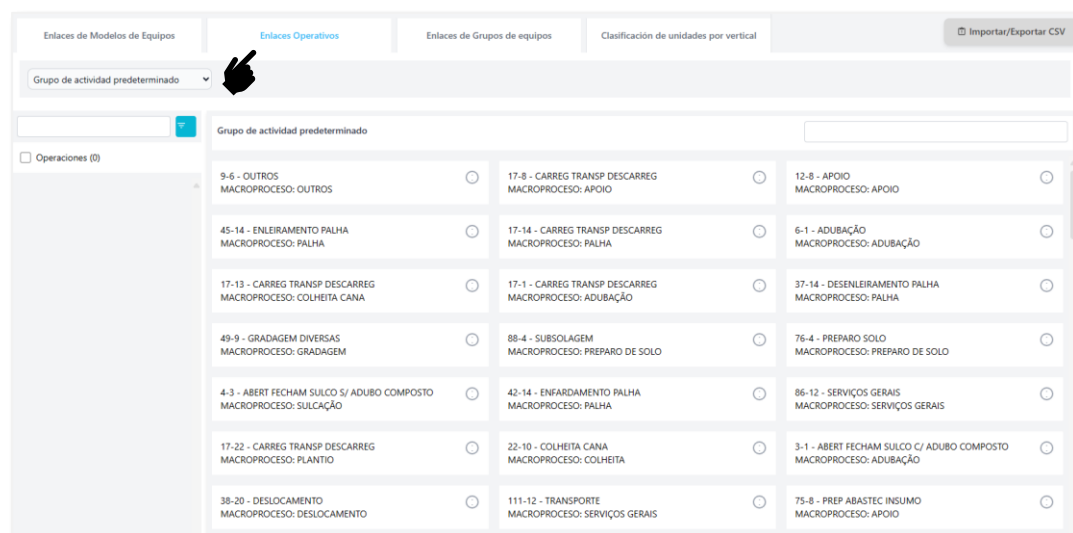 Enlaces de Modelos de Equipos
Enlaces Operativos
Enlaces de Grupos de equipos
Clasificación de unidades por vertical
Importar/Exportar CSV
Grupo de actividad predeterminado
Grupo de actividad predeterminado
Operaciones (0)
9-6 - OUTROS
MACROPROCESO: OUTROS
17-8 - CARREG TRANSP DESCARREG
MACROPROCESO: APOIO
12-8 - APOIO
MACROPROCESO: APOIO
45-14 - ENLEIRAMENTO PALHA
MACROPROCESO: PALHA
17-14 - CARREG TRANSP DESCARREG
MACROPROCESO: PALHA
6-1 - ADUBAÇÃO
MACROPROCESO: ADUBAÇÃO
17-13 - CARREG TRANSP DESCARREG
MACROPROCESO: COLHEITA CANA
17-1 - CARREG TRANSP DESCARREG
MACROPROCESO: ADUBAÇÃO
37-14 - DESENLEIRAMENTO PALHA
MACROPROCESO: PALHA
49-9 - GRADAGEM DIVERSAS
MACROPROCESO: GRADAGEM
88-4 - SUBSOLAGEM
MACROPROCESO: PREPARO DE SOLO
76-4 - PREPARO SOLO
MACROPROCESO: PREPARO DE SOLO
4-3 - ABERT FECHAM SULCO S/ ADUBO COMPOSTO
MACROPROCESO: SULCAÇÃO
42-14 - ENFARDAMENTO PALHA
MACROPROCESO: PALHA
86-12 - SERVIÇOS GERAIS
MACROPROCESO: SERVIÇOS GERAIS
17-22 - CARREG TRANSP DESCARREG
MACROPROCESO: PLANTIO
22-10 - COLHEITA CANA
MACROPROCESO: COLHEITA
3-1 - ABERT FECHAM SULCO C/ ADUBO COMPOSTO
MACROPROCESO: ADUBAÇÃO
38-20 - DESLOCAMENTO
MACROPROCESO: DESLOCAMENTO
111-12 - TRANSPORTE
MACROPROCESO: SERVIÇOS GERAIS
75-8 - PREP ABASTEC INSUMO
MACROPROCESO: APOIO